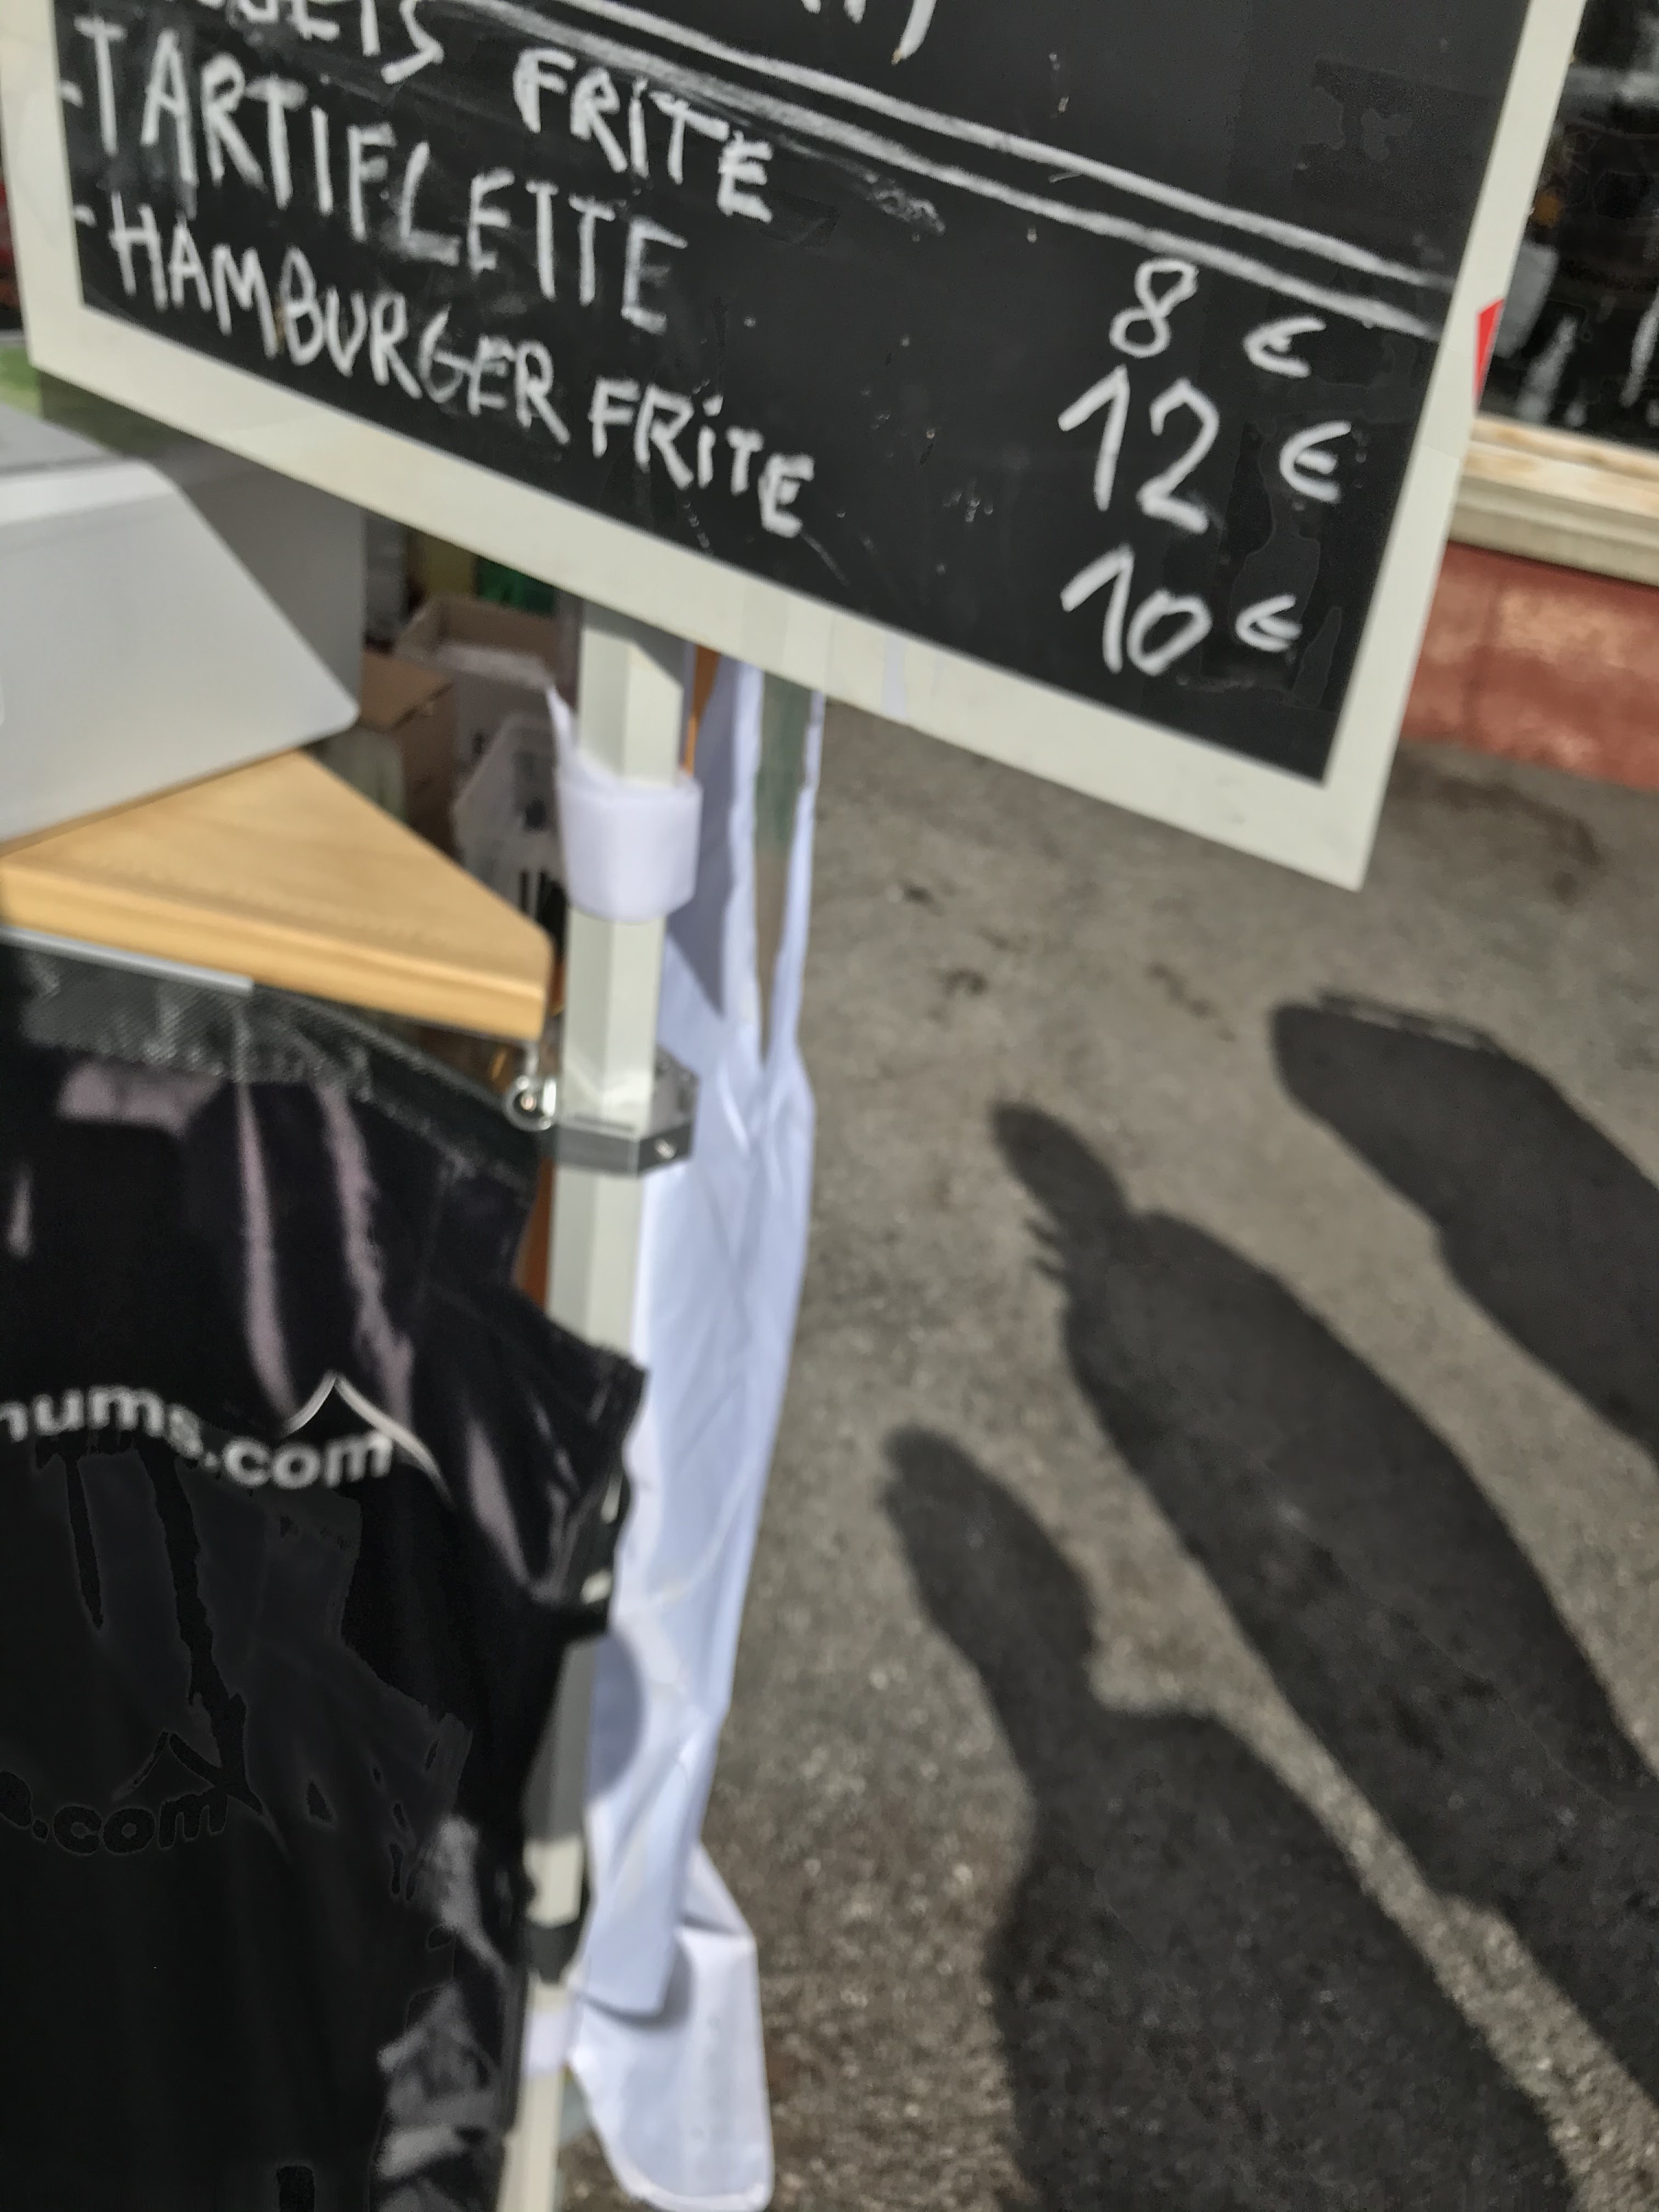 FRITE 8 €
-TARTIFLETTE 12 €
-HAMBURGER FRITE 10 €
nums.com
.com